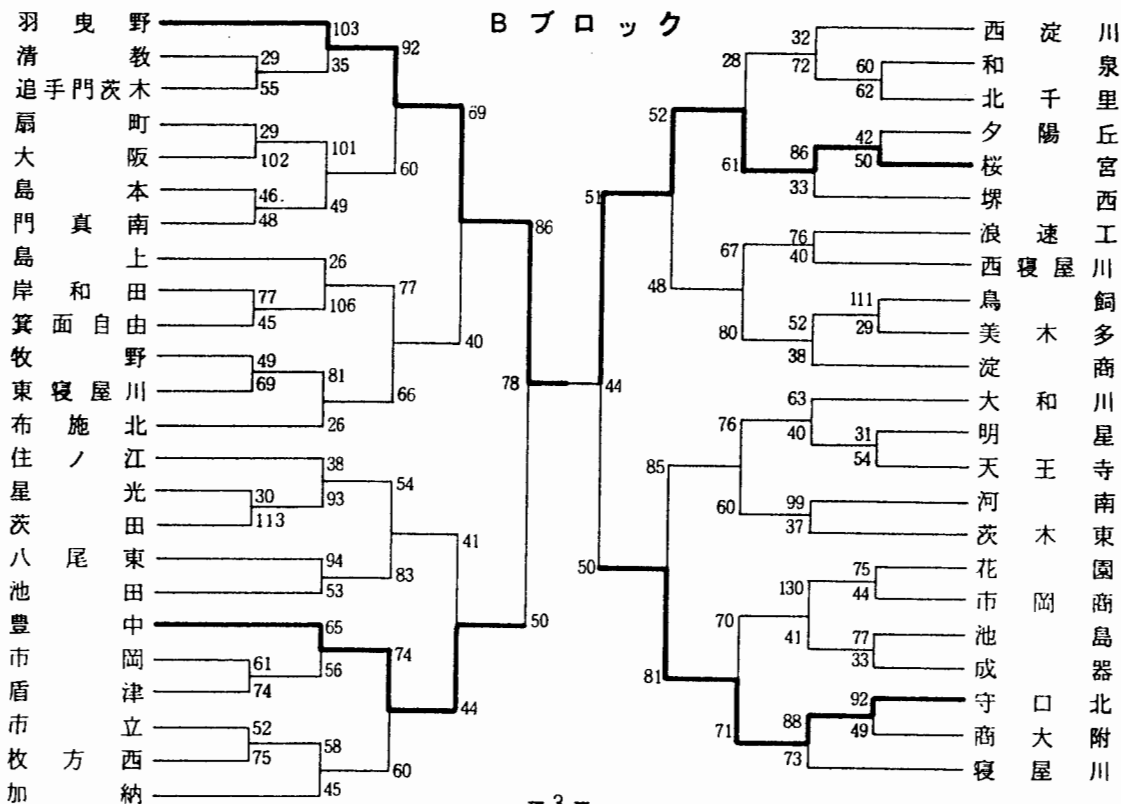 Bブロック
羽曳野
清教
追手門茨木
扇町
大阪
島本
門真南
島上
岸和田
箕面自由
牧野
東寝屋川
布施北
住ノ江
星光
茨田
八尾東
池田
豊中
市岡
盾津
市立
枚方西
加納
103
29
35
55
92
29
102
101
46.
48
49
60
69
26
77
45
106
77
49
69
81
26
66
40
86
38
30
113
93
54
94
53
83
41
65
61
74
56
74
52
75
58
45
60
44
50
78
44
51
50
52
48
28
61
32
72
60
62
86
33
42
50
67
80
76
40
52
38
111
29
85
81
76
60
63
40
31
54
99
37
70
71
130
41
75
44
77
33
88
73
92
49
西淀川
和泉
北千里
夕陽丘
桜宮
堺西
浪速工
西寝屋川
鳥飼
美木多
淀商
大和川
明星
天王寺
河南
茨木東
花園
市岡商
池島
成器
守口北
商大附
寝屋川
-3-